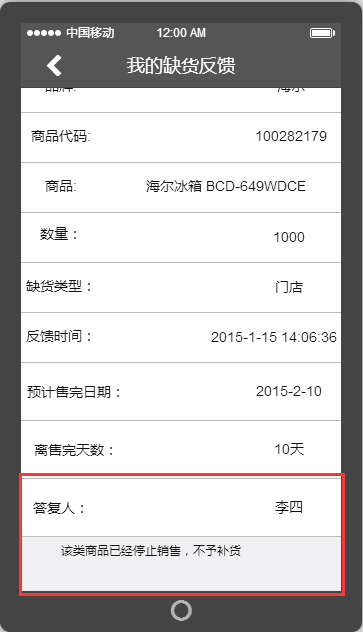 中国移动 12:00 AM
我的缺货反馈
品牌: 海尔
商品代码: 100282179
商品: 海尔冰箱 BCD-649WDCE
数量： 1000
缺货类型： 门店
反馈时间： 2015-1-15 14:06:36
预计售完日期： 2015-2-10
离售完天数： 10天
答复人： 李四
该类商品已经停止销售，不予补货